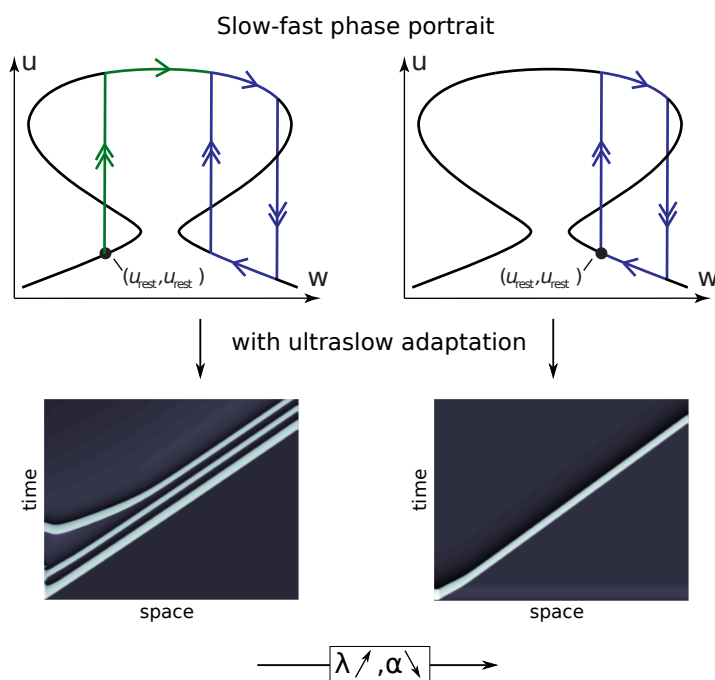 Slow-fast phase portrait
u
u
(u_rest, u_rest)
w
(u_rest, u_rest)
w
with ultraslow adaptation
time
time
space
space
λ↗,α↘